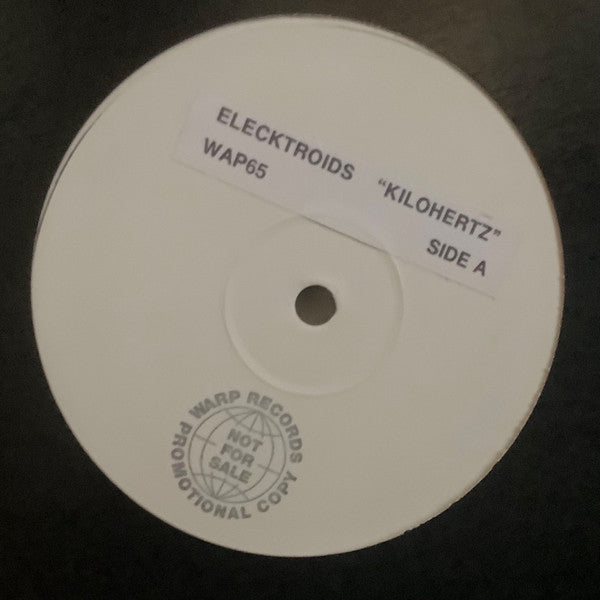 ELECKTROIDS "KILOHERTZ"
WAP65 SIDE A
WARP RECORDS
NOT
FOR
SALE
PROMOTIONAL COPY